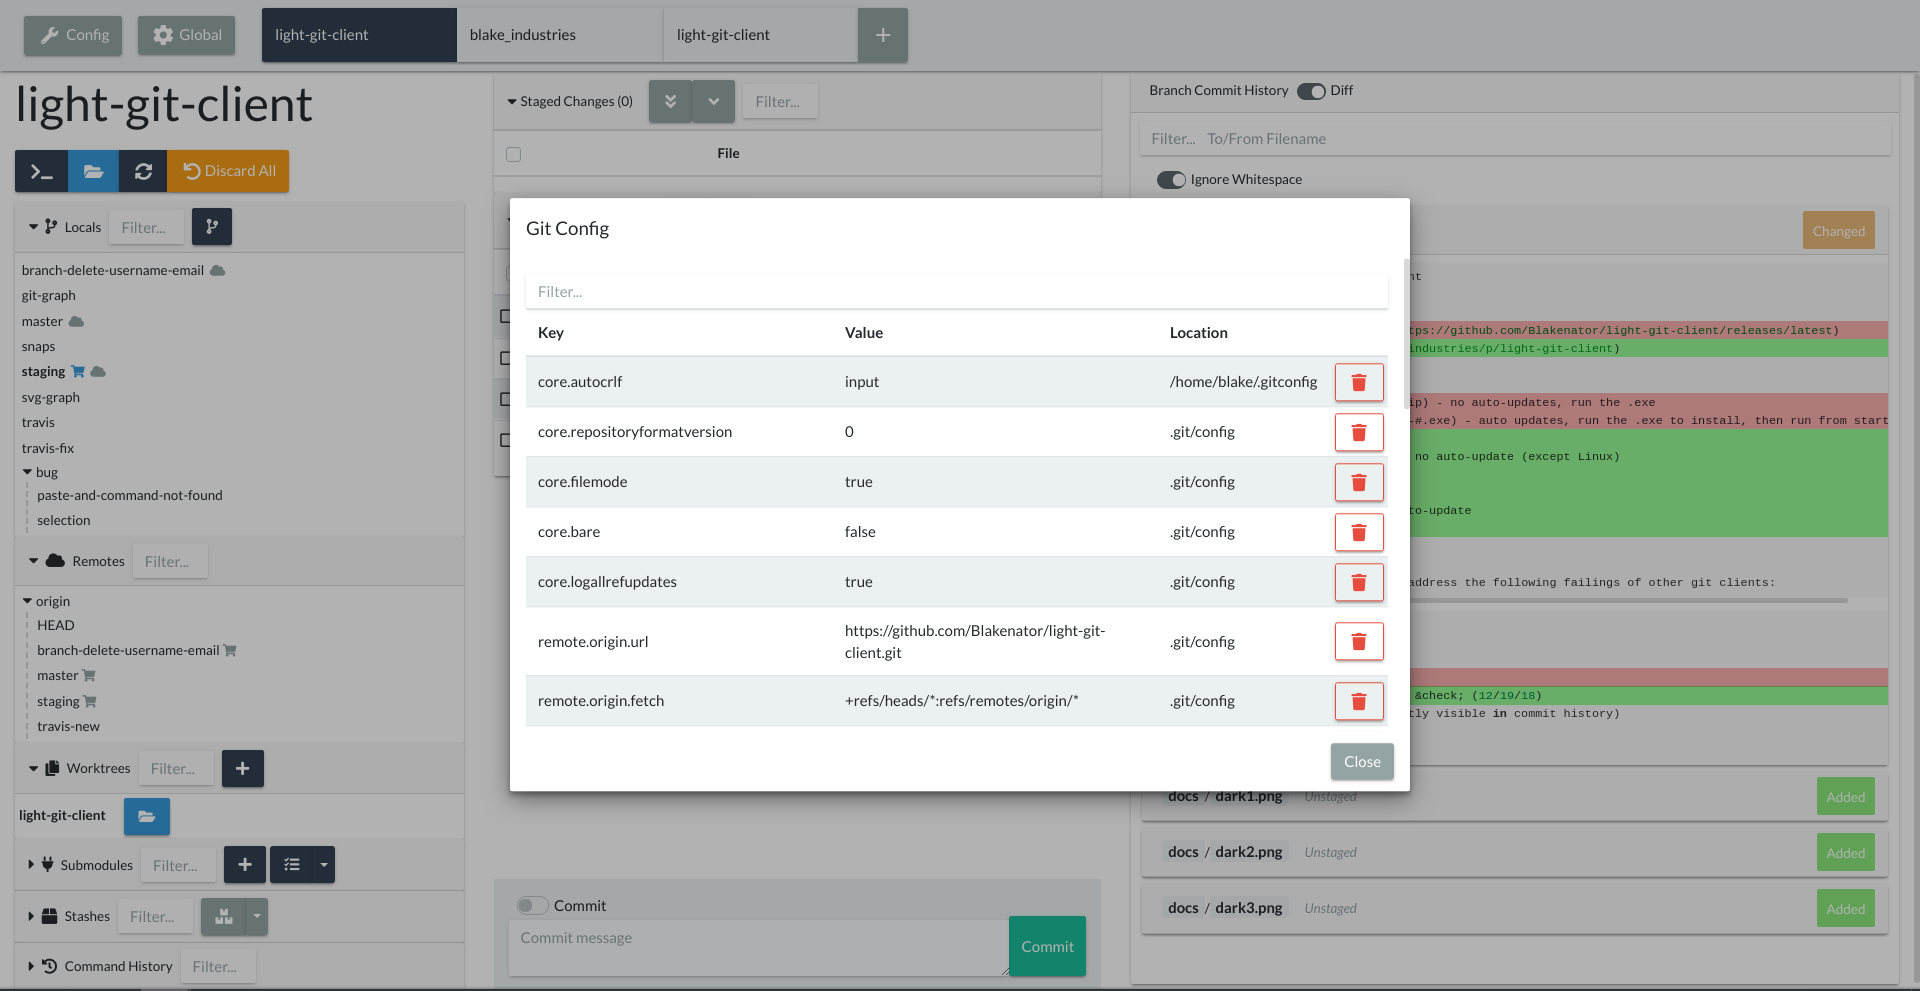 Config
Global
light-git-client
blake_industries
light-git-client
light-git-client
Discard All
Locals
Filter...
branch-delete-username-email
git-graph
master
snaps
staging
svg-graph
travis
travis-fix
bug
paste-and-command-not-found
selection
Remotes
Filter...
origin
HEAD
branch-delete-username-email
master
staging
travis-new
Worktrees
Filter...
light-git-client
Submodules
Filter...
Stashes
Filter...
Command History
Filter...
Staged Changes (0)
Filter...
File
Git Config
Filter...
Key Value Location
core.autocrlf input /home/blake/.gitconfig
core.repositoryformatversion 0 .git/config
core.filemode true .git/config
core.bare false .git/config
core.logallrefupdates true .git/config
remote.origin.url https://github.com/Blakenator/light-git-
client.git .git/config
remote.origin.fetch +refs/heads/*:refs/remotes/origin/* .git/config
Close
Commit
Commit message
Commit
Branch Commit History Diff
Filter... To/From Filename
Ignore Whitespace
Changed
nt
tps://github.com/Blakenator/light-git-client/releases/latest)
industries/p/light-git-client)
ip) - no auto-updates, run the .exe
-#.exe) - auto updates, run the .exe to install, then run from start
no auto-update (except Linux)
to-update
address the following failings of other git clients:
&check; (12/19/18)
tly visible in commit history)
docs / dark1.png Unstaged Added
docs / dark2.png Unstaged Added
docs / dark3.png Unstaged Added